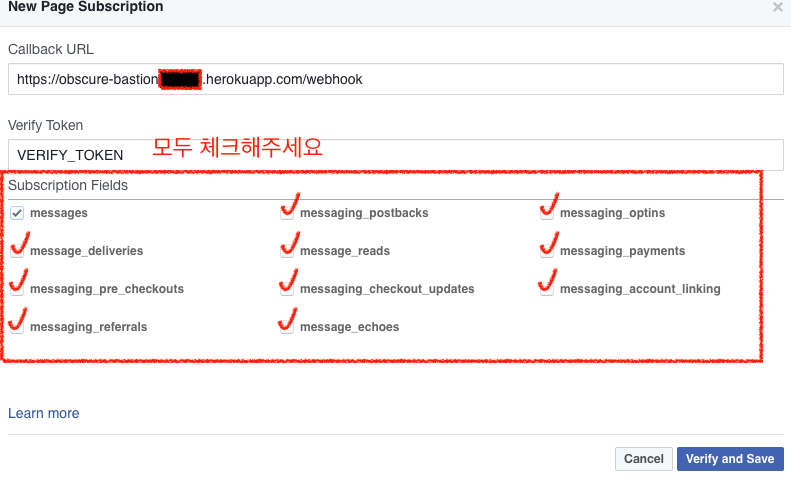 New Page Subscription
Callback URL
https://obscure-bastion .herokuapp.com/webhook
Verify Token
VERIFY_TOKEN 모두 체크해주세요
Subscription Fields
messages messaging_postbacks messaging_optins
message_deliveries message_reads messaging_payments
messaging_pre_checkouts messaging_checkout_updates messaging_account_linking
messaging_referrals message_echoes
Learn more
Cancel Verify and Save